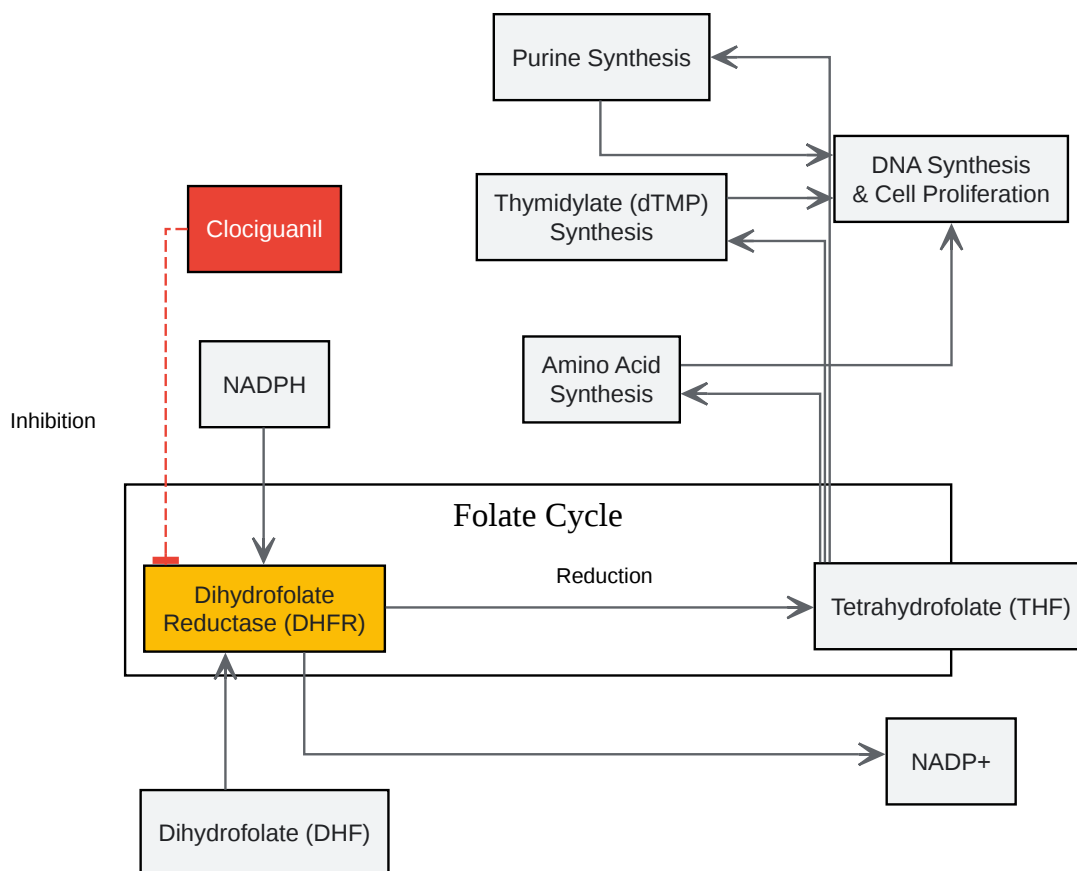 Purine Synthesis
DNA Synthesis
& Cell Proliferation
Clociguanil
Thymidylate (dTMP)
Synthesis
NADPH
Amino Acid
Synthesis
Inhibition
Folate Cycle
Reduction
Dihydrofolate
Reductase (DHFR)
Tetrahydrofolate (THF)
NADP+
Dihydrofolate (DHF)